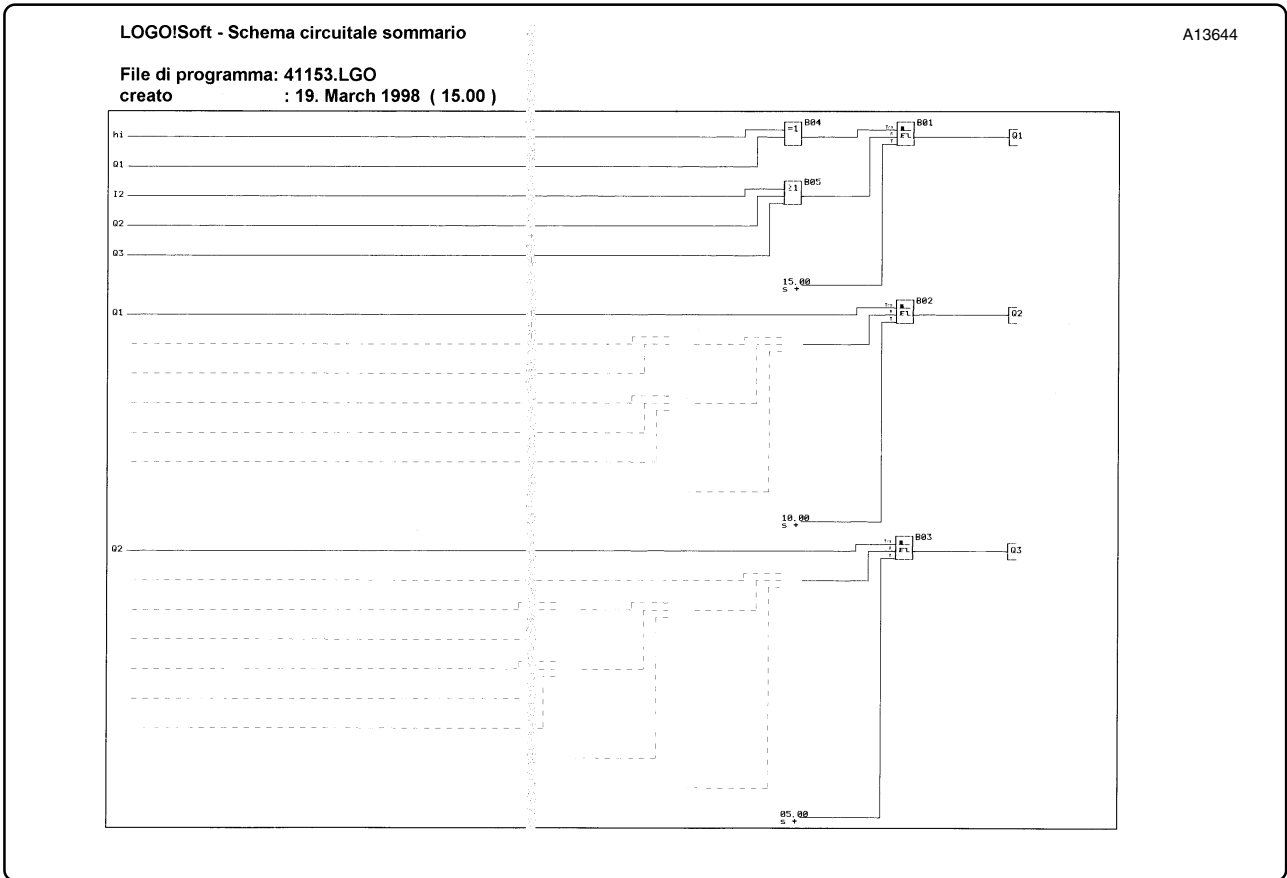 LOGO!Soft - Schema circuitale sommario
A13644
File di programma: 41153.LGO
creato : 19. March 1998 ( 15.00 )
hi
=1
B04
B01
Q1
Q1
I2
≥1
B05
Q2
Q3
15.00
s +
Q1
B02
Q2
10.00
s +
Q2
B03
Q3
05.00
s +